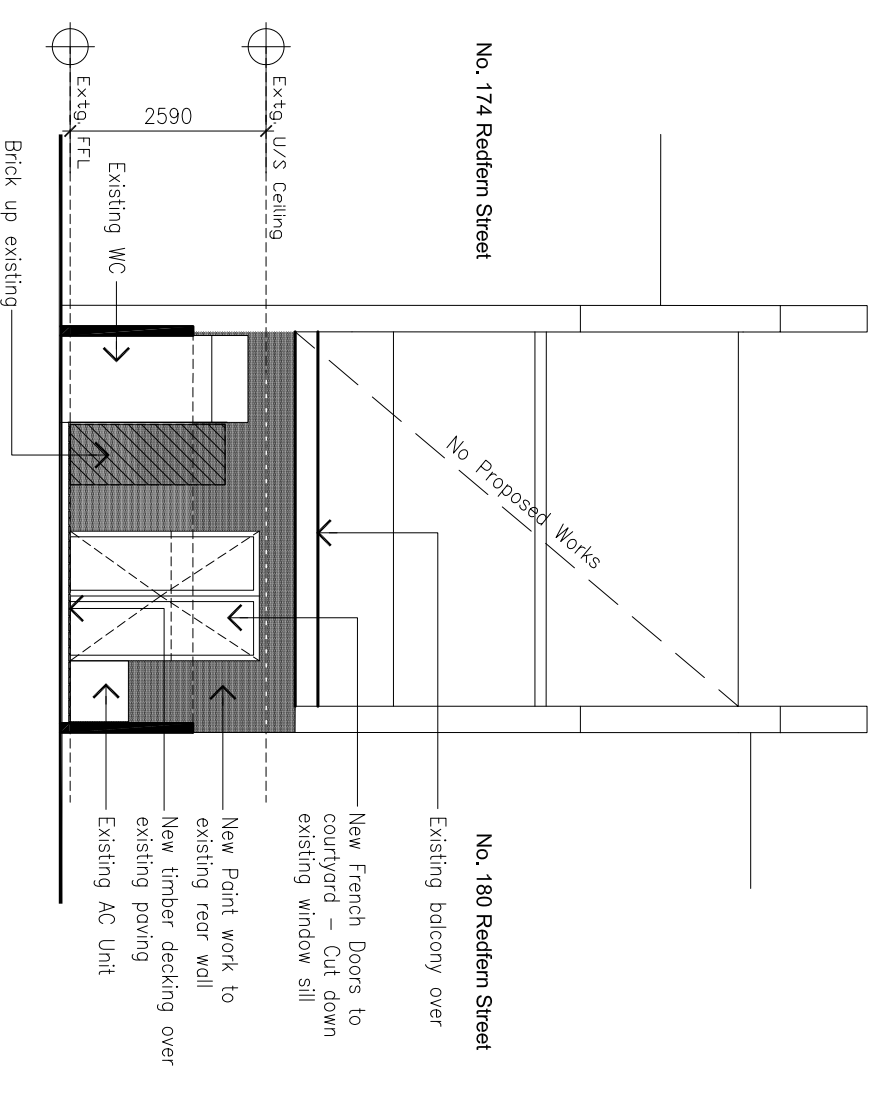 No. 174 Redfern Street
No. 180 Redfern Street
No Proposed Works
Extg. U/S Ceiling
2590
Extg. FFL
Existing WC
Brick up existing
Existing balcony over
New French Doors to
courtyard – Cut down
existing window sill
New Paint work to
existing rear wall
New timber decking over
existing paving
Existing AC Unit